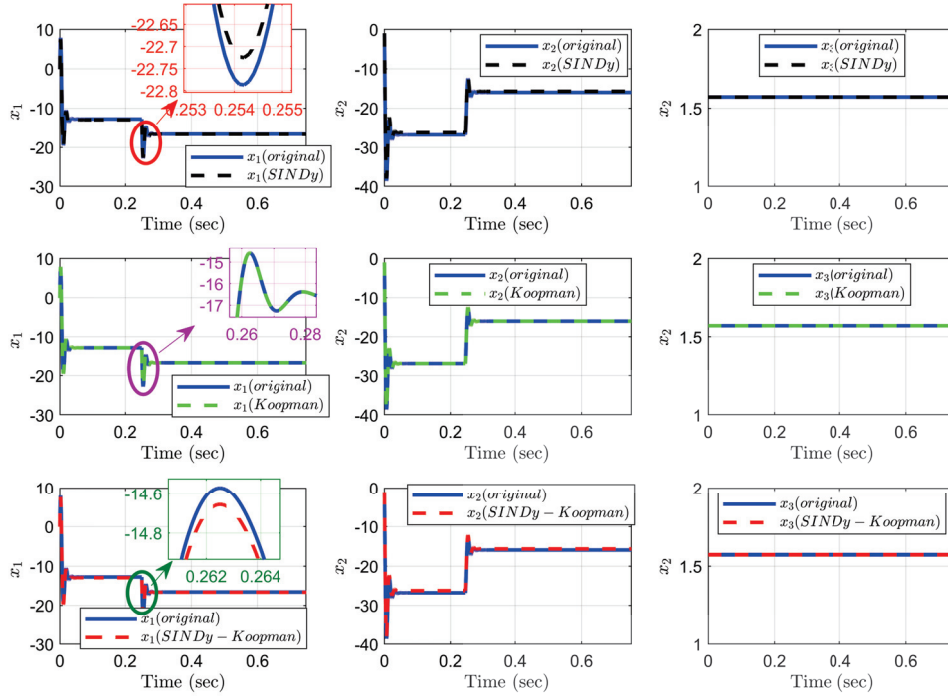 10
0
-10
-20
-30
x1
0
0.2
0.4
0.6
Time (sec)
-22.65
-22.7
-22.75
-22.8
0.253
0.254
0.255
x1(original)
x1(SINDy)
0
-10
-20
-30
-40
x2
0
0.2
0.4
0.6
Time (sec)
x2(original)
x2(SINDy)
2
1.5
1
x2
0
0.2
0.4
0.6
Time (sec)
x3(original)
x3(SINDy)
10
0
-10
-20
-30
x1
0
0.2
0.4
0.6
Time (sec)
-15
-16
-17
0.26
0.28
x1(original)
x1(Koopman)
0
-10
-20
-30
-40
x2
0
0.2
0.4
0.6
Time (sec)
x2(original)
x2(Koopman)
2
1.5
1
x2
0
0.2
0.4
0.6
Time (sec)
x3(original)
x3(Koopman)
10
0
-10
-20
-30
x1
0
0.2
0.4
0.6
Time (sec)
-14.6
-14.8
0.262
0.264
x1(original)
x1(SINDy − Koopman)
0
-10
-20
-30
-40
x2
0
0.2
0.4
0.6
Time (sec)
x2(original)
x2(SINDy − Koopman)
2
1.5
1
x2
0
0.2
0.4
0.6
Time (sec)
x3(original)
x3(SINDy − Koopman)